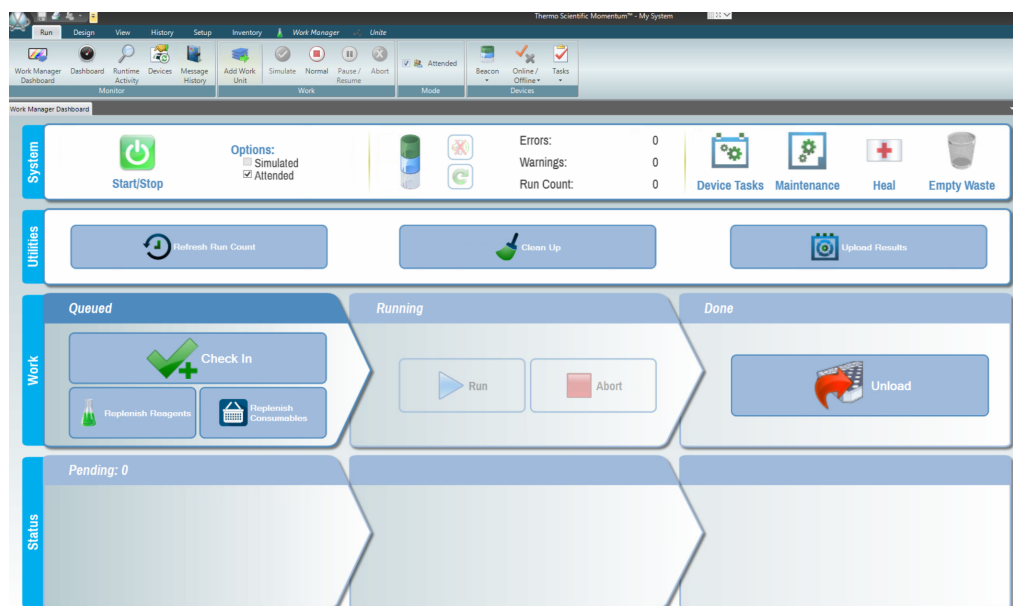 Thermo Scientific Momentum™ - My System
Run Design View History Setup Inventory Work Manager Unite
Work Manager Dashboard
Dashboard
Runtime Activity
Devices
Message History
Add Work Unit
Simulate
Normal
Pause / Resume
Abort
Attended
Beacon
Online / Offline
Tasks
Monitor Work Mode Devices
Work Manager Dashboard
System
Start/Stop
Options:
Simulated
Attended
Errors: 0
Warnings: 0
Run Count: 0
Device Tasks Maintenance Heal Empty Waste
Utilities
Refresh Run Count Clean Up Upload Results
Work
Queued Running Done
Check In
Replenish Reagents
Replenish
Consumables
Run Abort
Unload
Status
Pending: 0